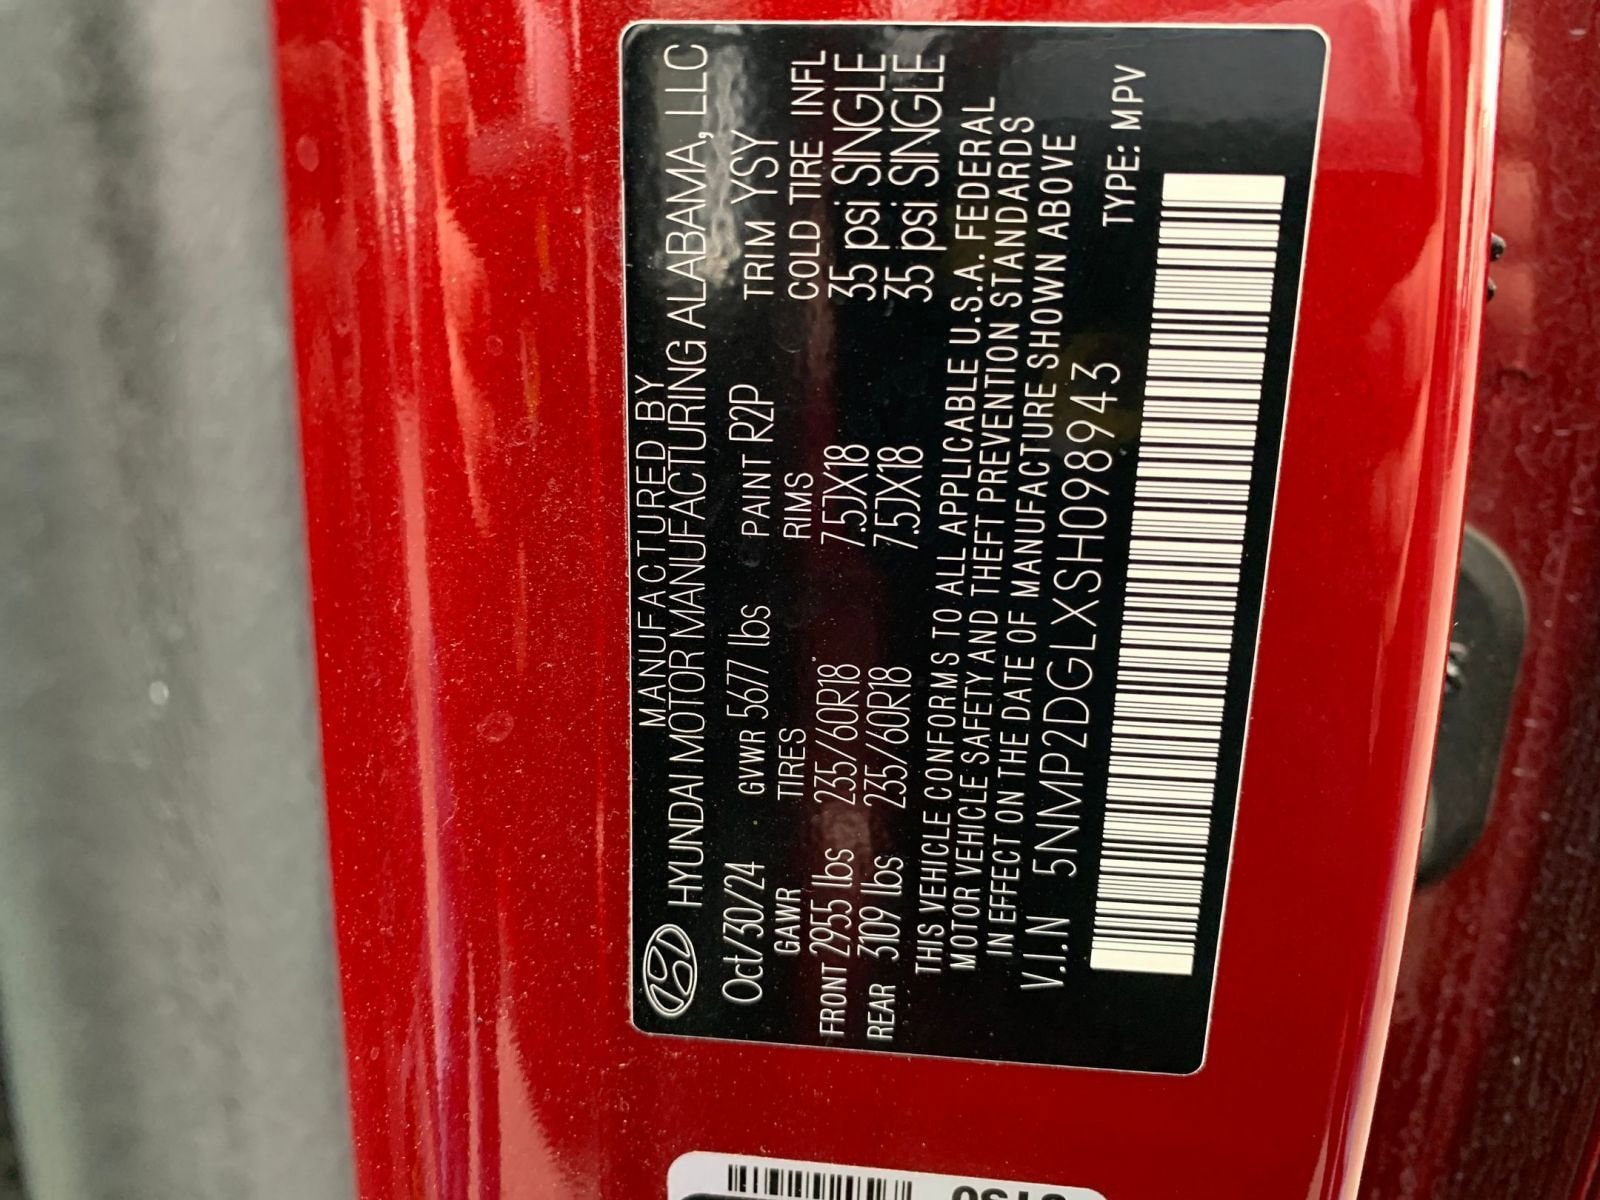 MANUFACTURED BY
HYUNDAI MOTOR MANUFACTURING ALABAMA, LLC
Oct/30/24 GVWR 5677 lbs PAINT R2P TRIM YSY
GAWR TIRES RIMS COLD TIRE INFL
FRONT 2955 lbs 235/60R18 7.5JX18 35 psi SINGLE
REAR 3109 lbs 235/60R18 7.5JX18 35 psi SINGLE
THIS VEHICLE CONFORMS TO ALL APPLICABLE U.S.A. FEDERAL
MOTOR VEHICLE SAFETY AND THEFT PREVENTION STANDARDS
IN EFFECT ON THE DATE OF MANUFACTURE SHOWN ABOVE
V.I.N 5NMP2DGLXSH098943 TYPE: MPV